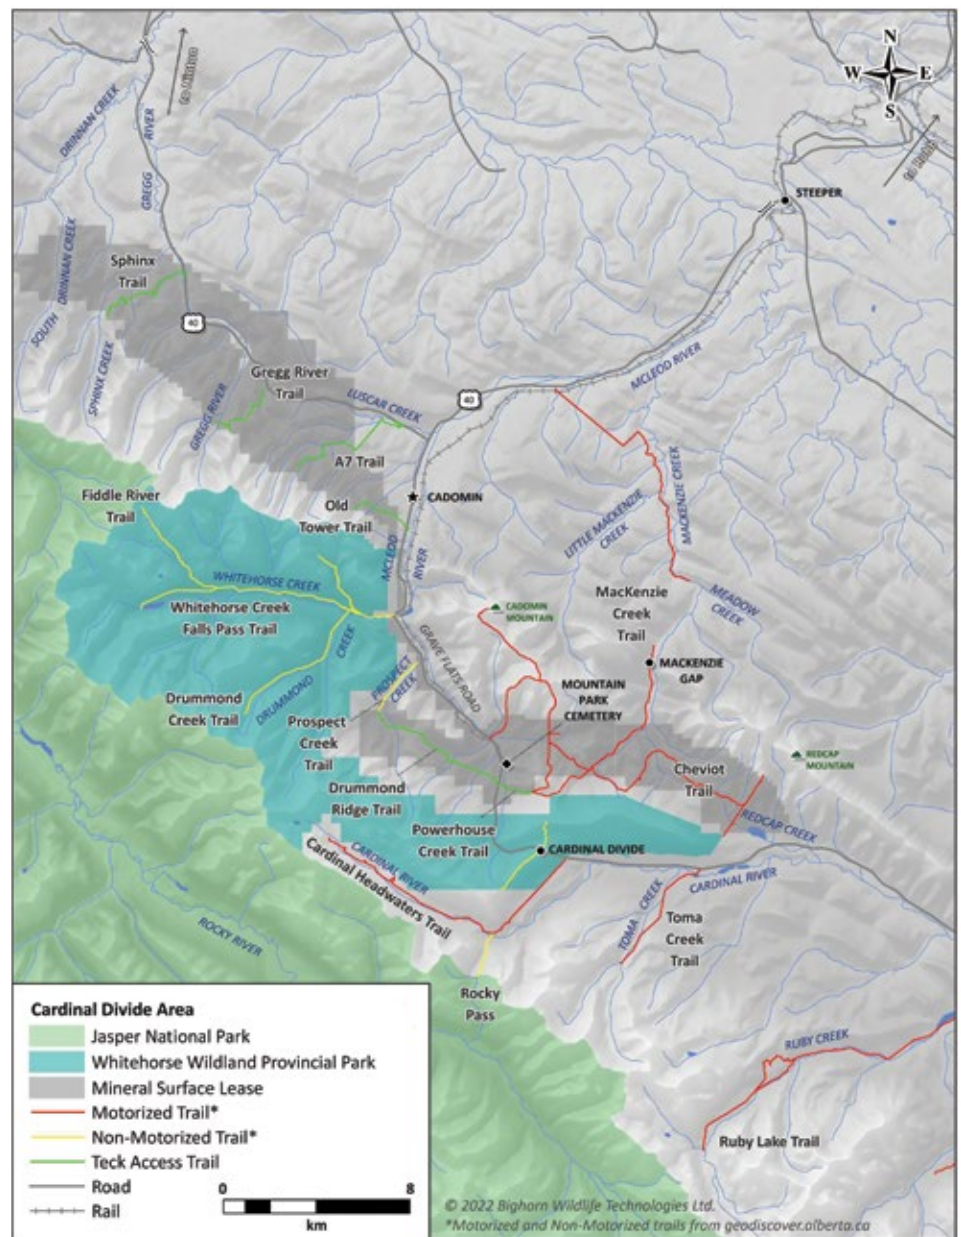 N
W E
S
to Hinton
DRINNAN CREEK
GREGG RIVER
STEEPER
SOUTH DRINNAN CREEK
Sphinx
Trail
40
SPHINX CREEK
MCLEOD RIVER
Gregg River
Trail
GREGG RIVER
LUSCAR CREEK
40
A7 Trail
MACKENZIE CREEK
Fiddle River
Trail
Old
Tower Trail
CADOMIN
LITTLE MACKENZIE
CREEK
MCLEOD RIVER
WHITEHORSE CREEK
Whitehorse Creek
Falls Pass Trail
MEADOW
CREEK
MacKenzie
Creek
Trail
CADOMIN
MOUNTAIN
GRAVE FLATS ROAD
MACKENZIE
GAP
DRUMMOND CREEK
PROSPECT
CREEK
MOUNTAIN
PARK
CEMETERY
Drummond
Creek Trail
Prospect
Creek
Trail
REDCAP
MOUNTAIN
Cheviot
Trail
Drummond
Ridge Trail
REDCAP CREEK
Powerhouse
Creek Trail
CARDINAL DIVIDE
CARDINAL RIVER
Cardinal Headwaters Trail
CARDINAL RIVER
TOMA CREEK
Toma
Creek
Trail
ROCKY RIVER
Rocky
Pass
RUBY CREEK
Ruby Lake Trail
Cardinal Divide Area
Jasper National Park
Whitehorse Wildland Provincial Park
Mineral Surface Lease
Motorized Trail*
Non-Motorized Trail*
Teck Access Trail
Road
Rail
0 8
km
© 2022 Bighorn Wildlife Technologies Ltd.
*Motorized and Non-Motorized trails from geodiscover.alberta.ca